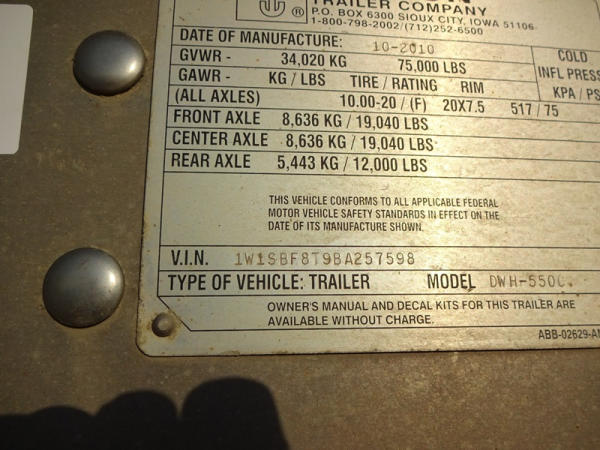 TRAILER COMPANY
® P.O. BOX 6300 SIOUX CITY, IOWA 51106
1-800-798-2002/(712)252-6500
DATE OF MANUFACTURE: 10-2010
GVWR - 34,020 KG 75,000 LBS COLD
GAWR - KG / LBS TIRE / RATING RIM INFL PRESS
(ALL AXLES) 10.00-20 / (F) 20X7.5 517 / 75 KPA / PS
FRONT AXLE 8,636 KG / 19,040 LBS
CENTER AXLE 8,636 KG / 19,040 LBS
REAR AXLE 5,443 KG / 12,000 LBS
THIS VEHICLE CONFORMS TO ALL APPLICABLE FEDERAL
MOTOR VEHICLE SAFETY STANDARDS IN EFFECT ON THE
DATE OF ITS MANUFACTURE SHOWN.
V.I.N. 1W1SBF8T9BA257598
TYPE OF VEHICLE: TRAILER MODEL DWH-550C.
OWNER'S MANUAL AND DECAL KITS FOR THIS TRAILER ARE
AVAILABLE WITHOUT CHARGE.
ABB-02629-A